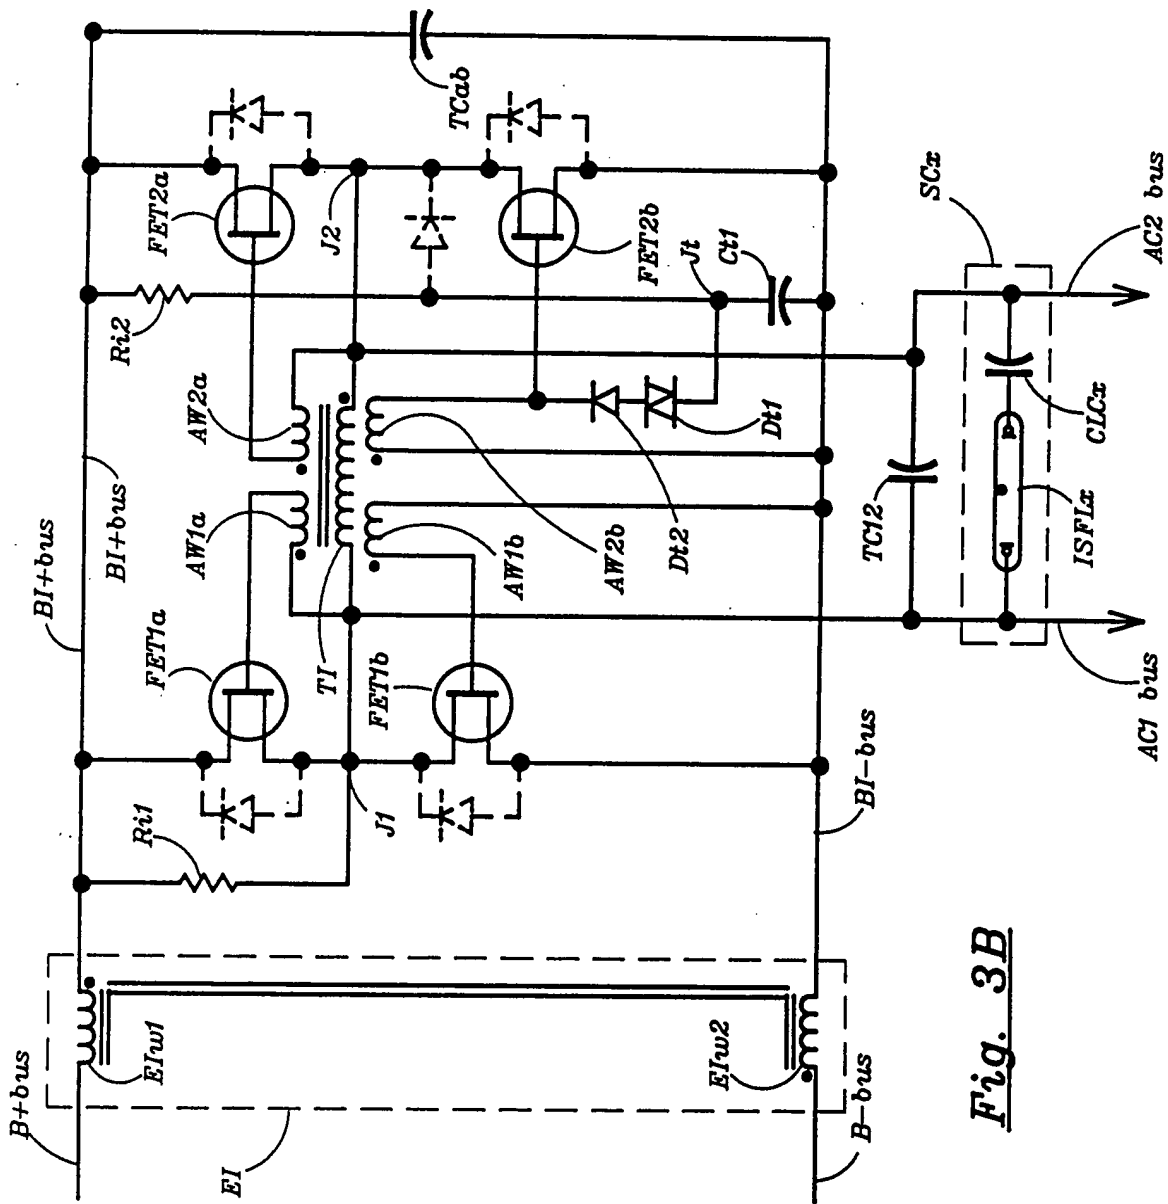 B+bus
EI
EIw1
EIw2
B-bus
BI+bus
BI+bus
BI-bus
Ri1
J1
FET1a
FET1b
TI
AW1a
AW2a
AW1b
AW2b
Dt2
Dt1
Ri2
FET2a
J2
FET2b
Jt
Ct1
TCab
TC12
SCx
CLCx
ISFLx
AC1 bus
AC2 bus
Fig. 3B